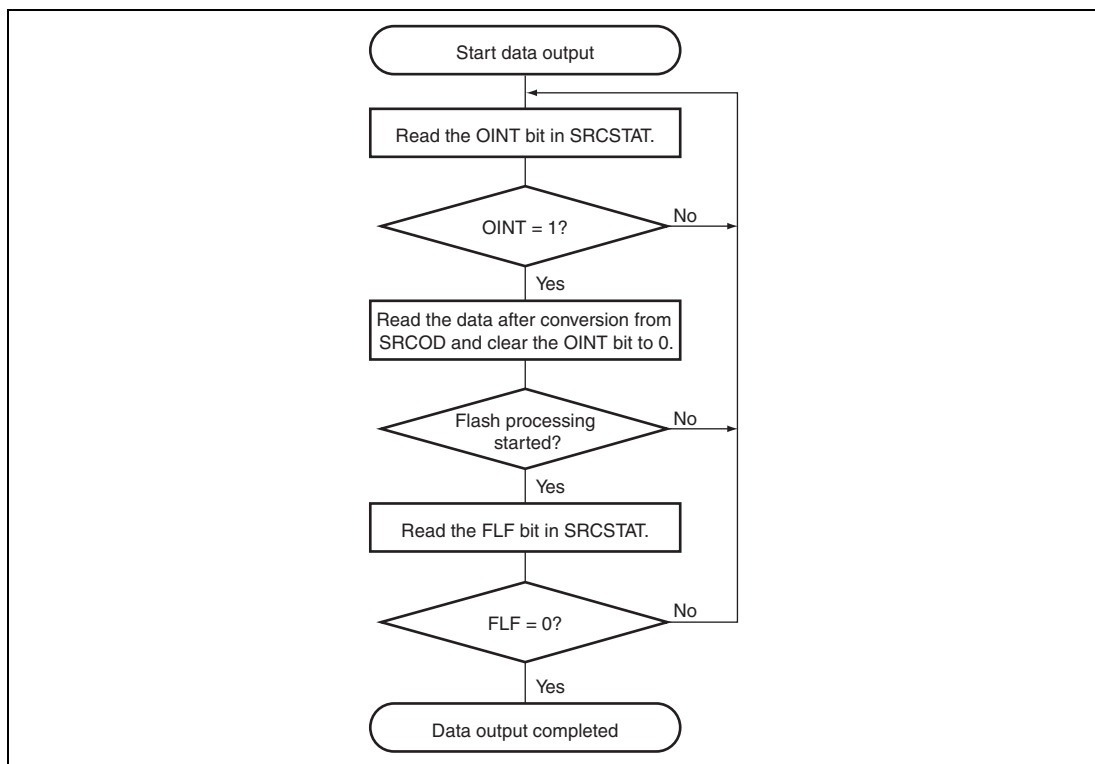 Start data output
Read the OINT bit in SRCSTAT.
OINT = 1?
No
Yes
Read the data after conversion from
SRCOD and clear the OINT bit to 0.
Flash processing
started?
No
Yes
Read the FLF bit in SRCSTAT.
FLF = 0?
No
Yes
Data output completed